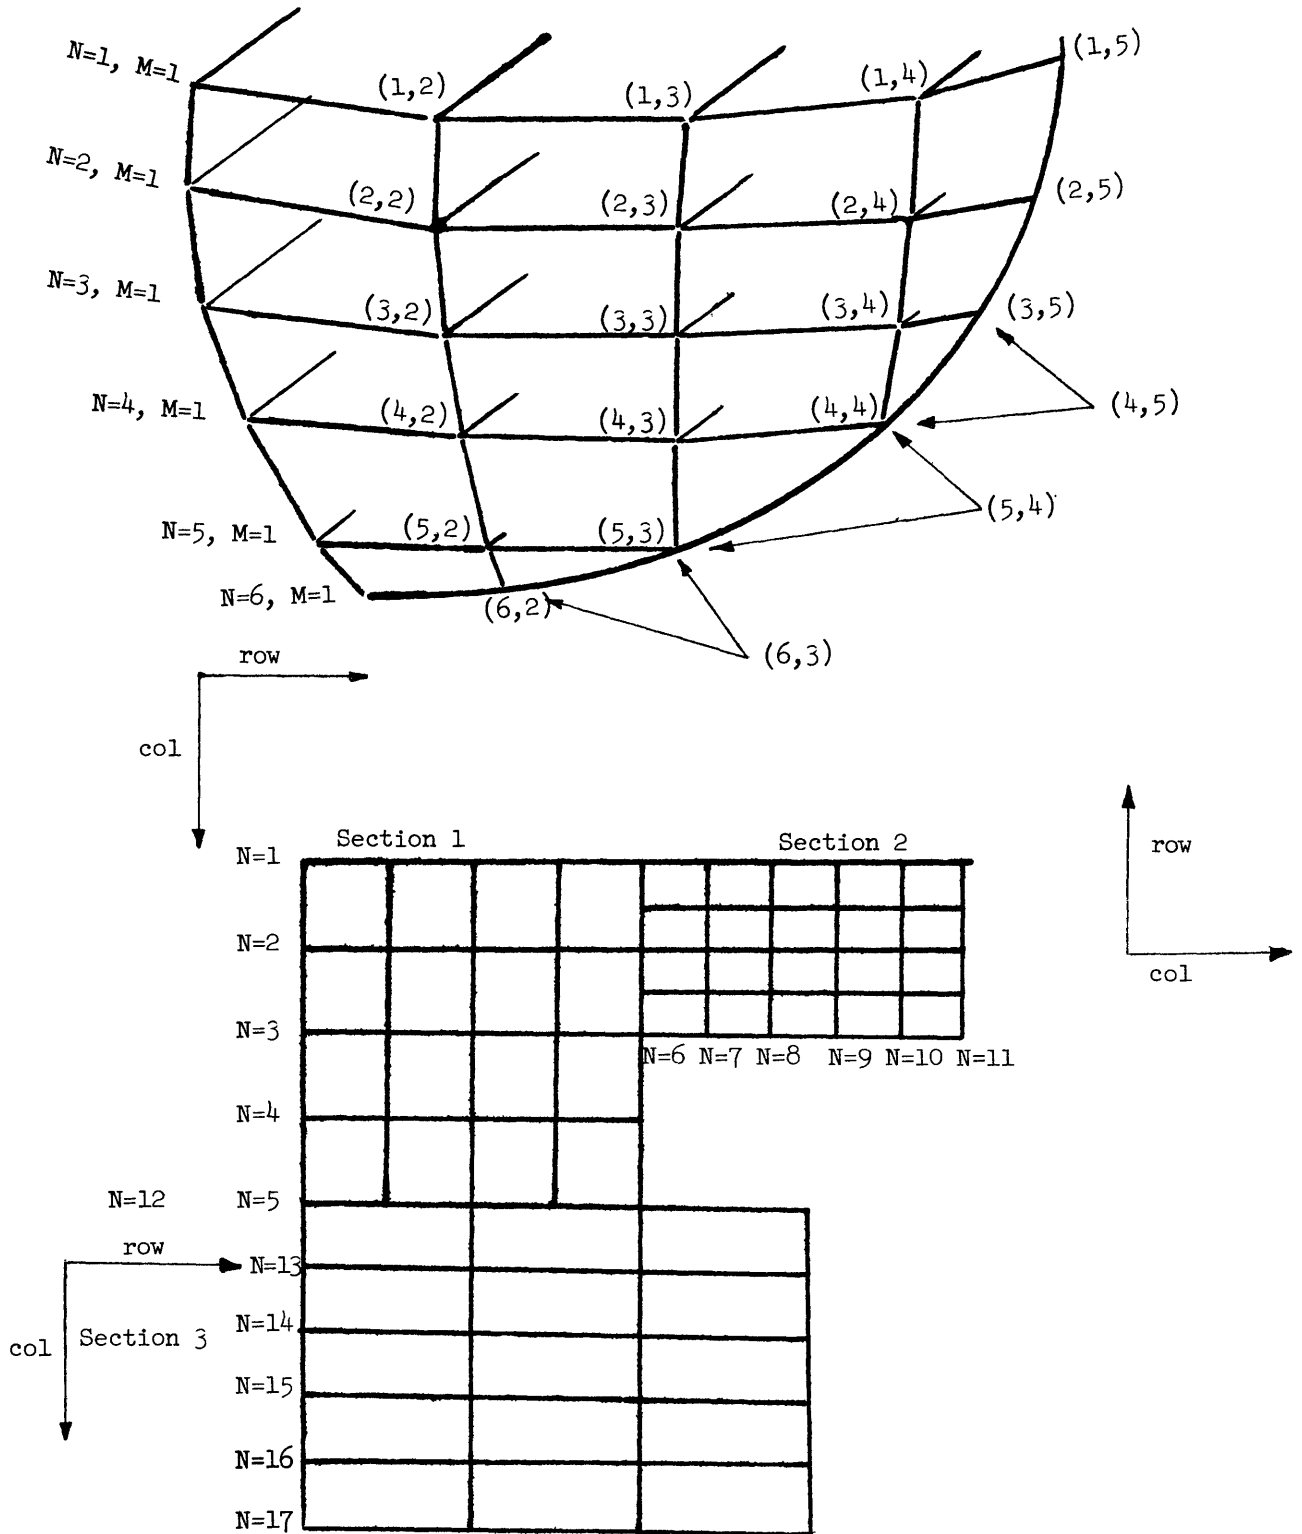 N=1, M=1
(1,2)
(1,3)
(1,4)
(1,5)
N=2, M=1
(2,2)
(2,3)
(2,4)
(2,5)
N=3, M=1
(3,2)
(3,3)
(3,4)
(3,5)
N=4, M=1
(4,2)
(4,3)
(4,4)
(4,5)
N=5, M=1
(5,2)
(5,3)
(5,4)
N=6, M=1
(6,2)
(6,3)
row
col
row
col
Section 1
Section 2
N=1
N=2
N=3
N=6 N=7 N=8 N=9 N=10 N=11
N=4
N=12
N=5
row
N=13
col
Section 3
N=14
N=15
N=16
N=17